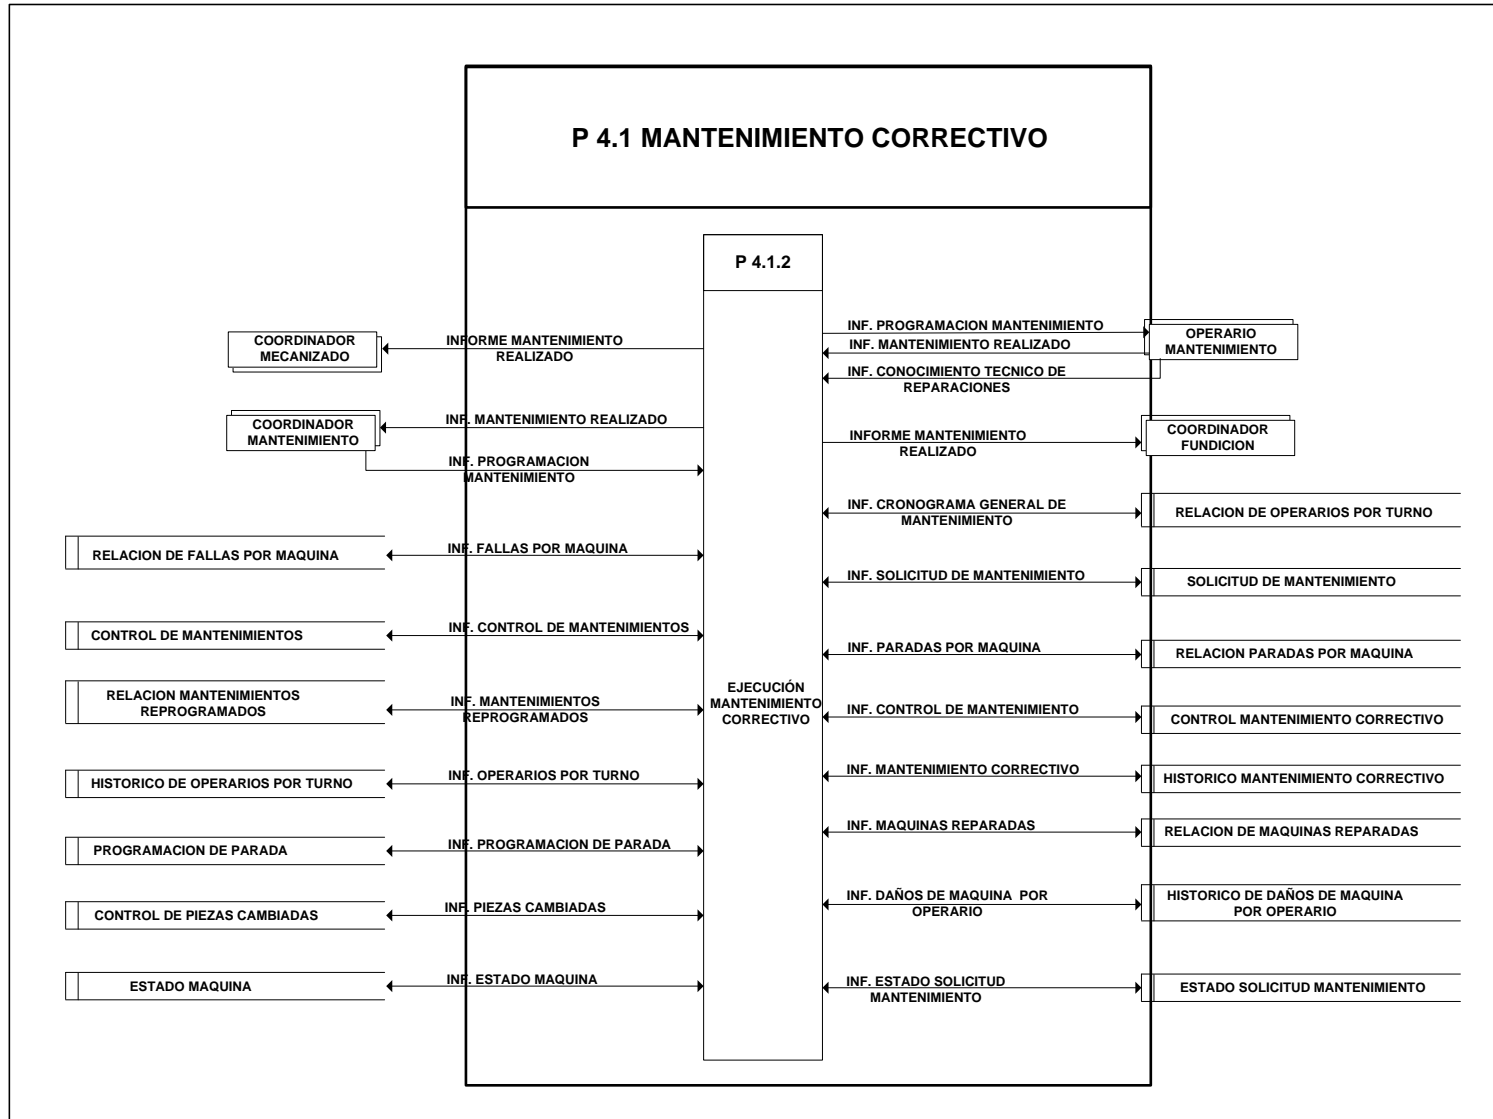 P 4.1 MANTENIMIENTO CORRECTIVO
P 4.1.2
EJECUCIÓN
MANTENIMIENTO
CORRECTIVO
COORDINADOR
MECANIZADO
INFORME MANTENIMIENTO
REALIZADO
COORDINADOR
MANTENIMIENTO
INF. MANTENIMIENTO REALIZADO
INF. PROGRAMACION
MANTENIMIENTO
RELACION DE FALLAS POR MAQUINA
INF. FALLAS POR MAQUINA
CONTROL DE MANTENIMIENTOS
INF. CONTROL DE MANTENIMIENTOS
RELACION MANTENIMIENTOS
REPROGRAMADOS
INF. MANTENIMIENTOS
REPROGRAMADOS
HISTORICO DE OPERARIOS POR TURNO
INF. OPERARIOS POR TURNO
PROGRAMACION DE PARADA
INF. PROGRAMACION DE PARADA
CONTROL DE PIEZAS CAMBIADAS
INF. PIEZAS CAMBIADAS
ESTADO MAQUINA
INF. ESTADO MAQUINA
INF. PROGRAMACION MANTENIMIENTO
INF. MANTENIMIENTO REALIZADO
INF. CONOCIMIENTO TECNICO DE
REPARACIONES
OPERARIO
MANTENIMIENTO
INFORME MANTENIMIENTO
REALIZADO
COORDINADOR
FUNDICION
INF. CRONOGRAMA GENERAL DE
MANTENIMIENTO
RELACION DE OPERARIOS POR TURNO
INF. SOLICITUD DE MANTENIMIENTO
SOLICITUD DE MANTENIMIENTO
INF. PARADAS POR MAQUINA
RELACION PARADAS POR MAQUINA
INF. CONTROL DE MANTENIMIENTO
CONTROL MANTENIMIENTO CORRECTIVO
INF. MANTENIMIENTO CORRECTIVO
HISTORICO MANTENIMIENTO CORRECTIVO
INF. MAQUINAS REPARADAS
RELACION DE MAQUINAS REPARADAS
INF. DAÑOS DE MAQUINA POR
OPERARIO
HISTORICO DE DAÑOS DE MAQUINA
POR OPERARIO
INF. ESTADO SOLICITUD
MANTENIMIENTO
ESTADO SOLICITUD MANTENIMIENTO